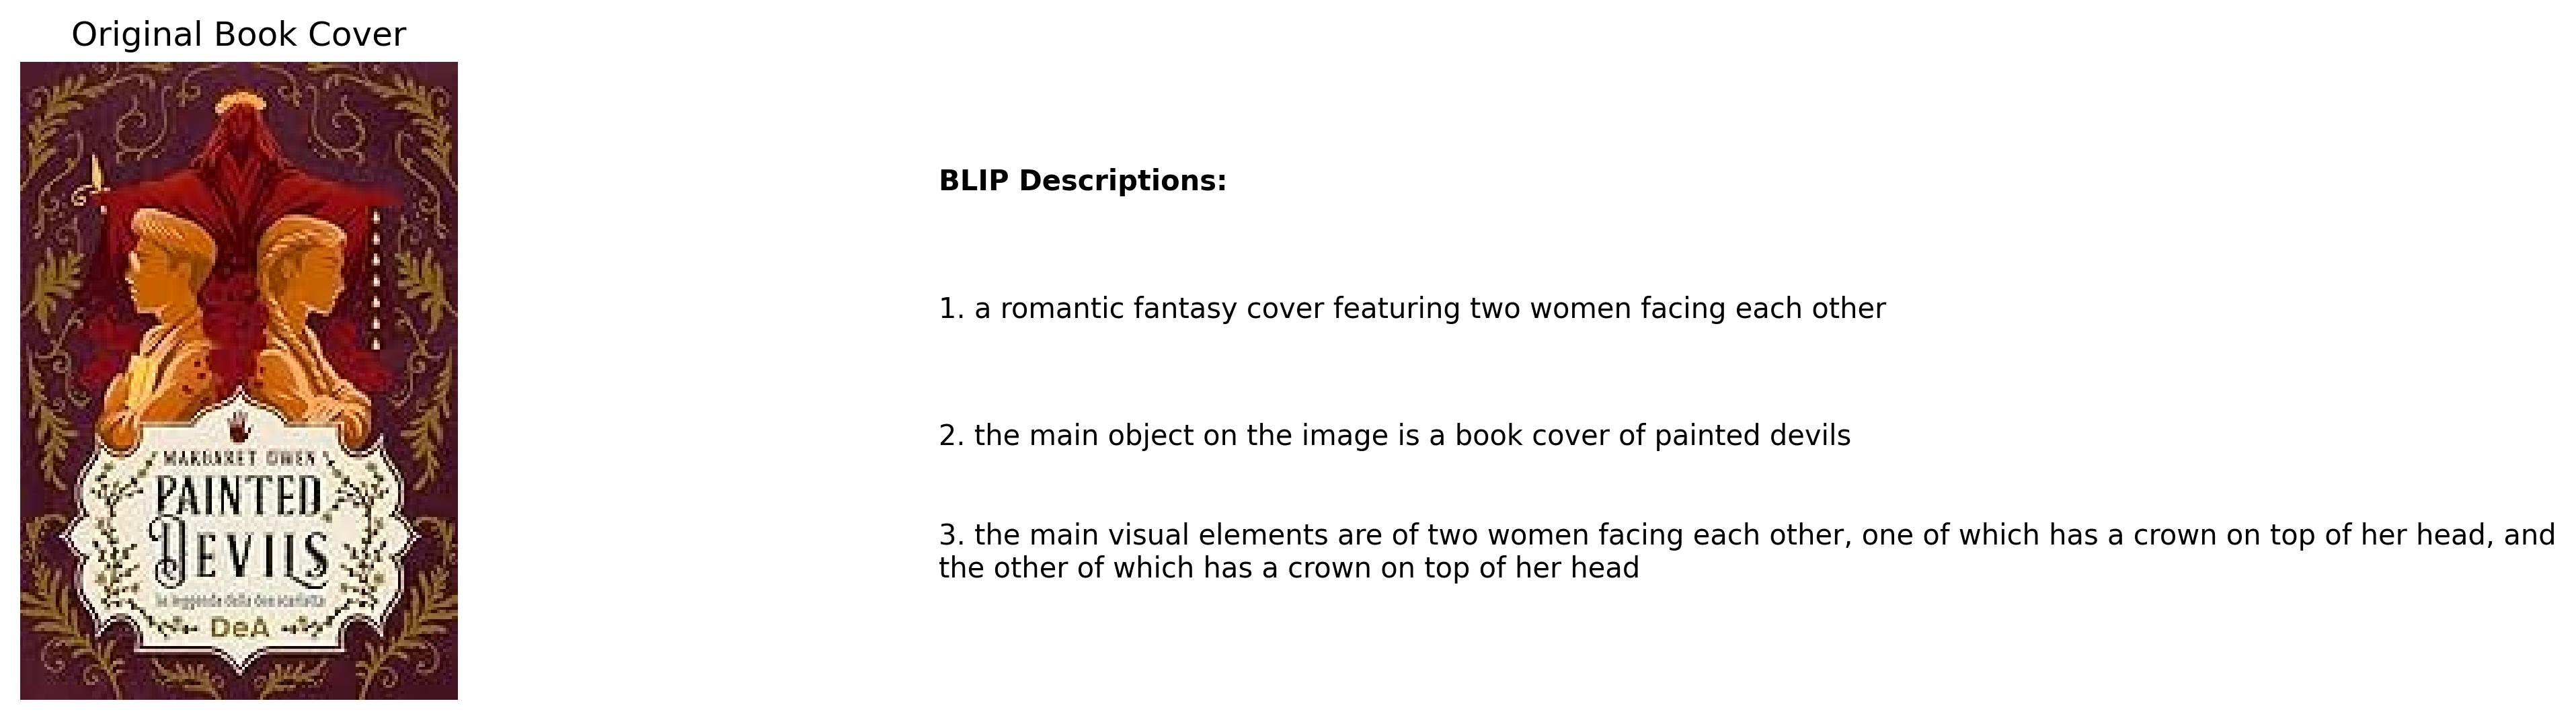 Original Book Cover
MARGARET OWEN
PAINTED
DEVILS
la leggenda della dea scarlatta
DeA
BLIP Descriptions:
1. a romantic fantasy cover featuring two women facing each other
2. the main object on the image is a book cover of painted devils
3. the main visual elements are of two women facing each other, one of which has a crown on top of her head, and
the other of which has a crown on top of her head